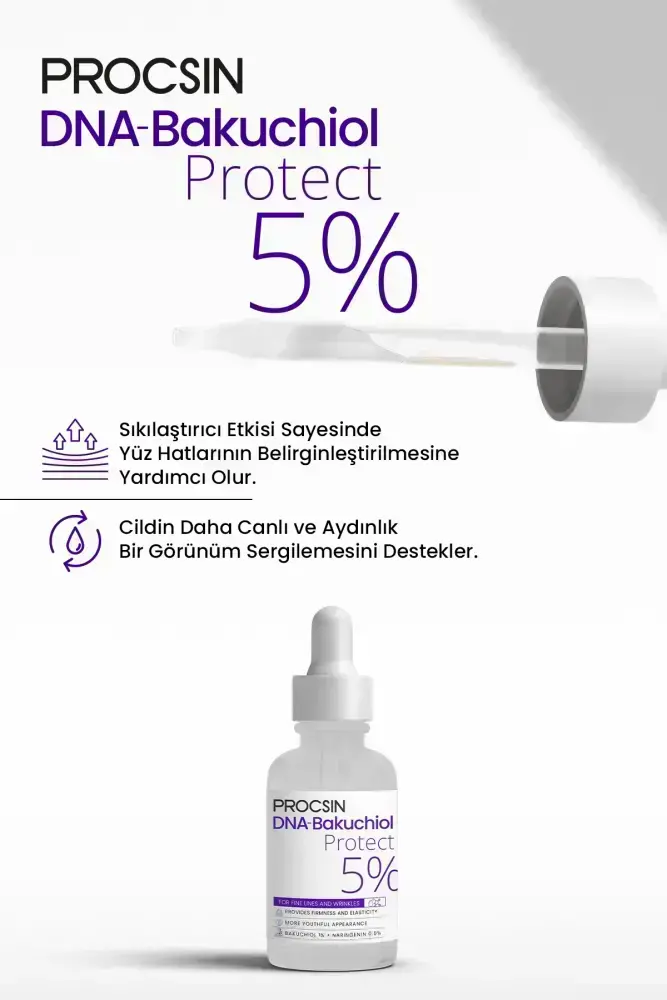 PROCSIN
DNA-Bakuchiol
Protect
5%
Sıkılaştırıcı Etkisi Sayesinde
Yüz Hatlarının Belirginleştirilmesine
Yardımcı Olur.
Cildin Daha Canlı ve Aydınlık
Bir Görünüm Sergilemesini Destekler.
PROCSIN
DNA-Bakuchiol
Protect
5%
FOR FINE LINES AND WRINKLES
PROVIDES FIRMNESS AND ELASTICITY
MORE YOUTHFUL APPEARANCE
BAKUCHIOL + NARINGENIN